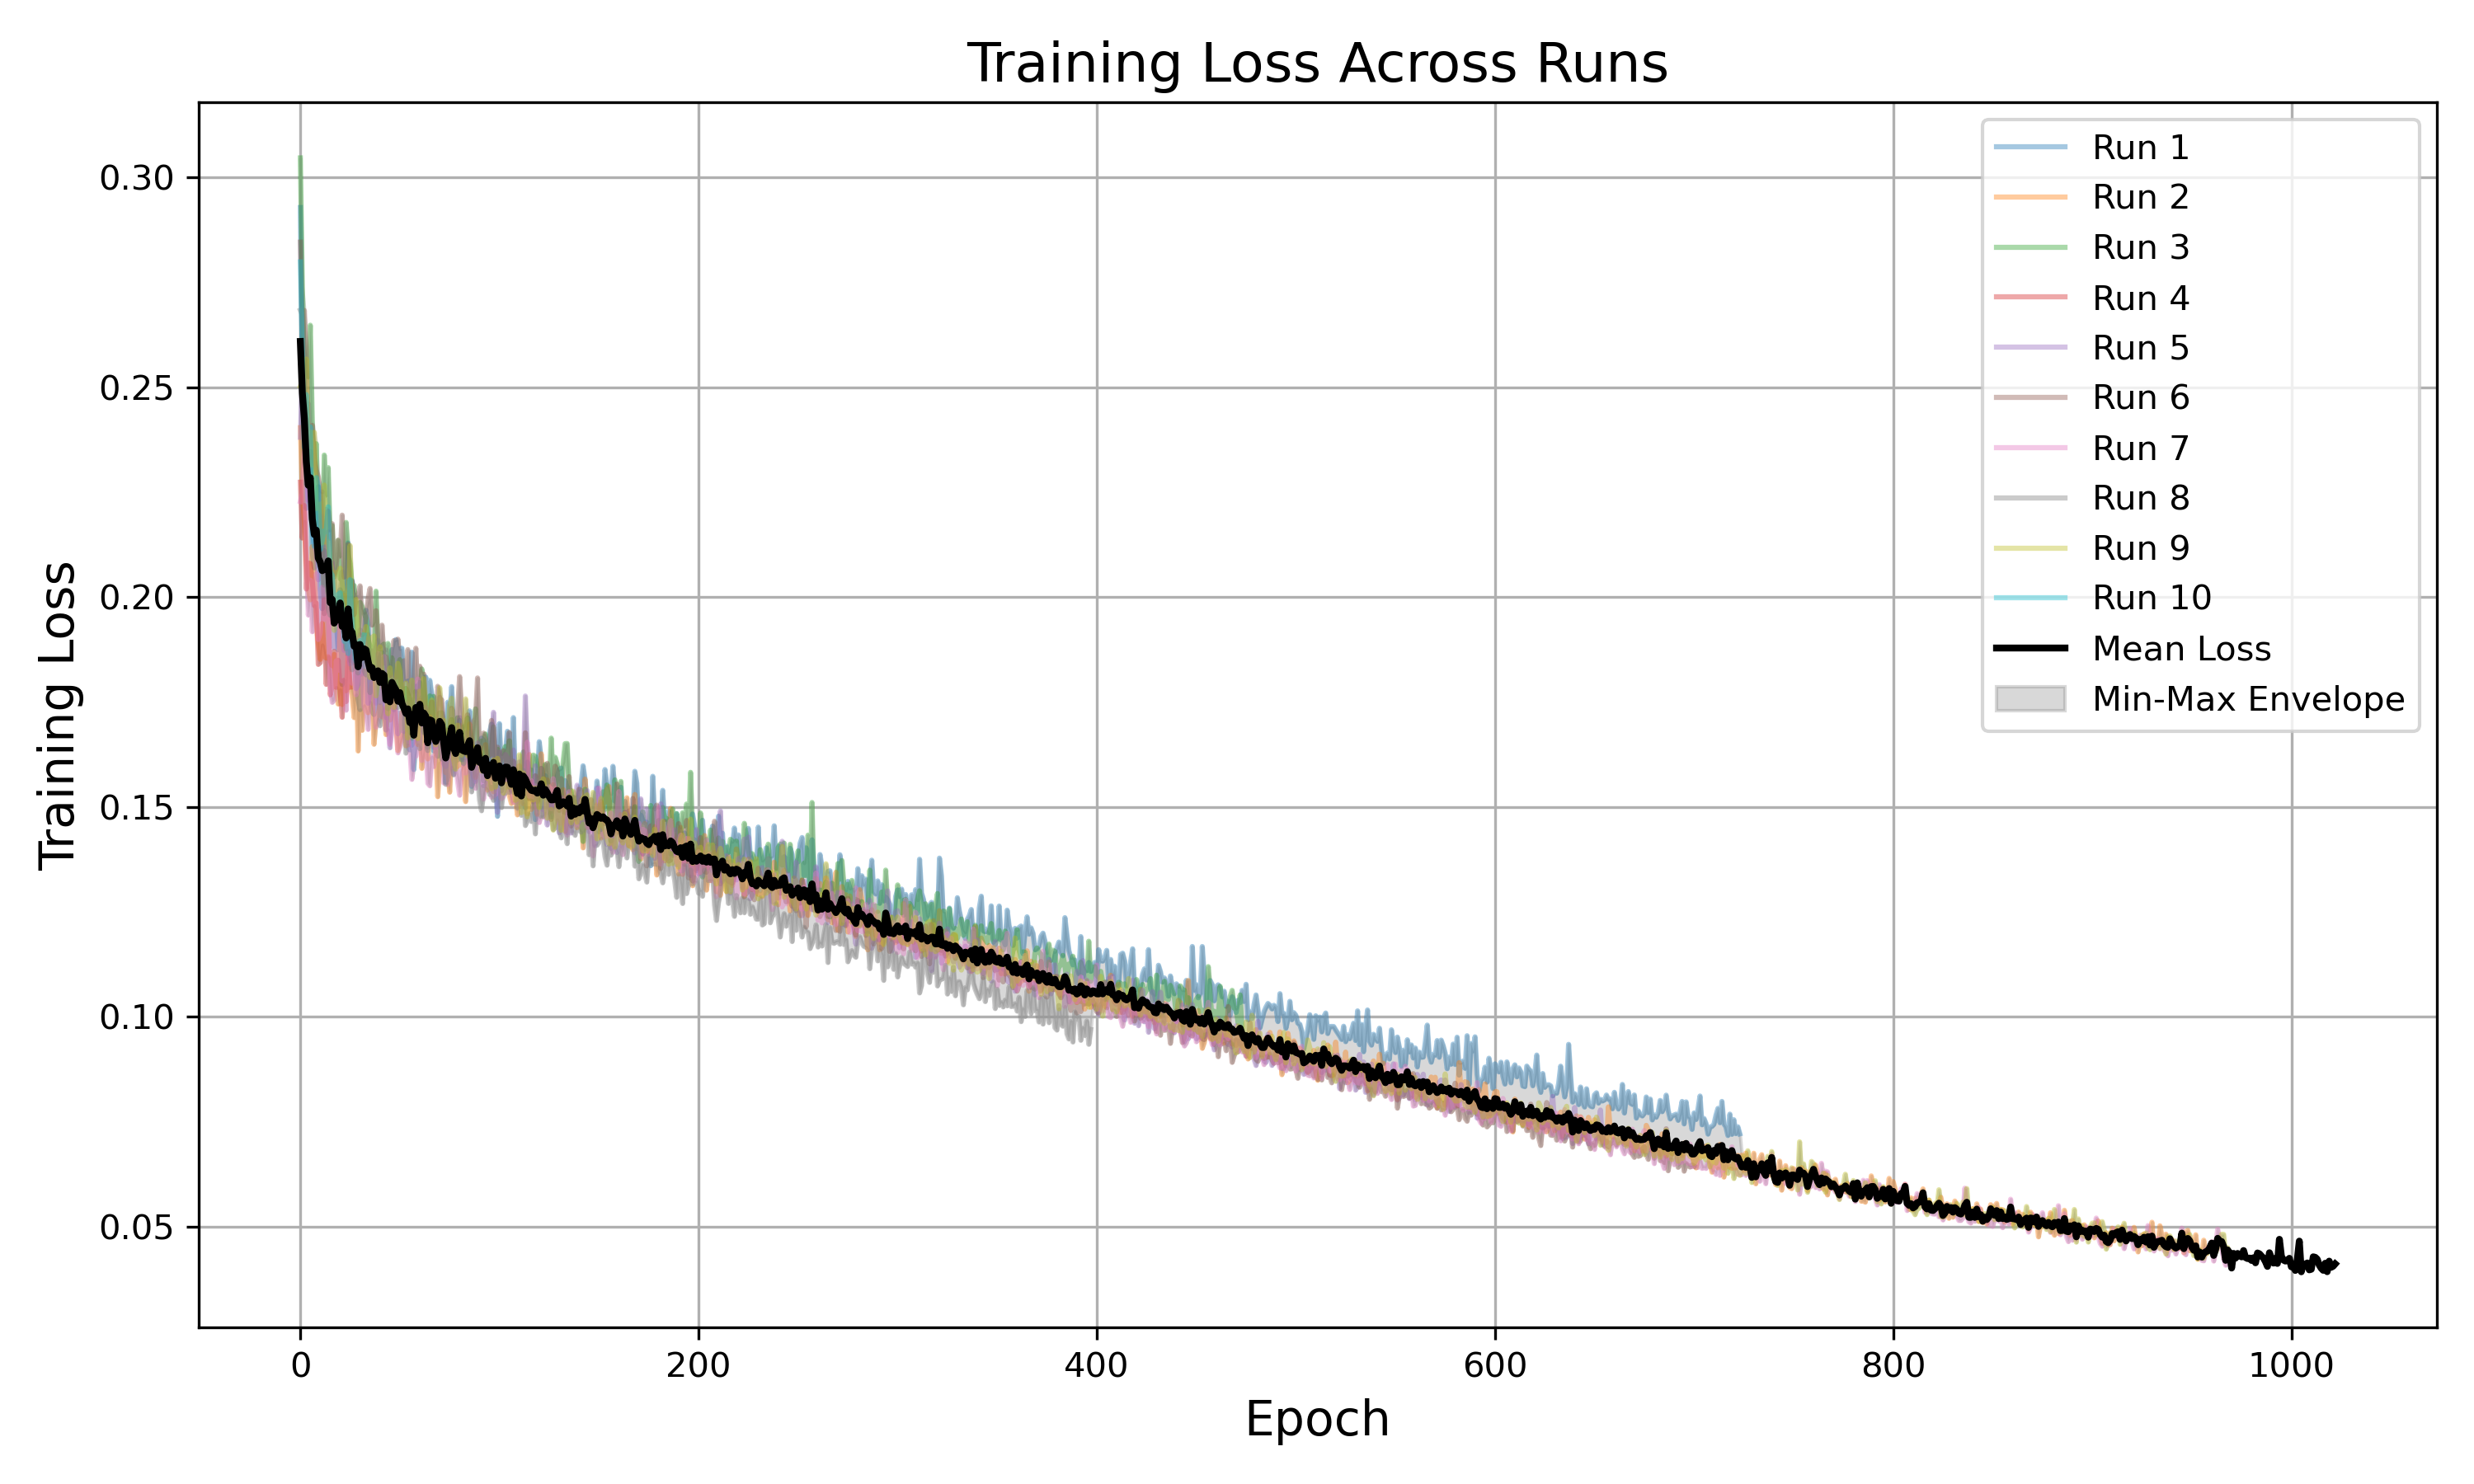 Training Loss Across Runs
Training Loss
0.30
0.25
0.20
0.15
0.10
0.05
0
200
400
600
800
1000
Epoch
Run 1
Run 2
Run 3
Run 4
Run 5
Run 6
Run 7
Run 8
Run 9
Run 10
Mean Loss
Min-Max Envelope